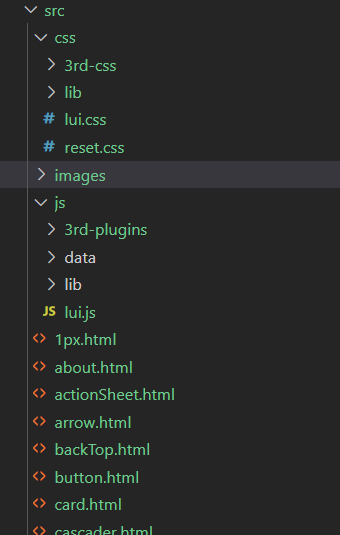 src
css
3rd-css
lib
# lui.css
# reset.css
images
js
3rd-plugins
data
lib
JS lui.js
<> 1px.html
<> about.html
<> actionSheet.html
<> arrow.html
<> backTop.html
<> button.html
<> card.html
<> cascader.html